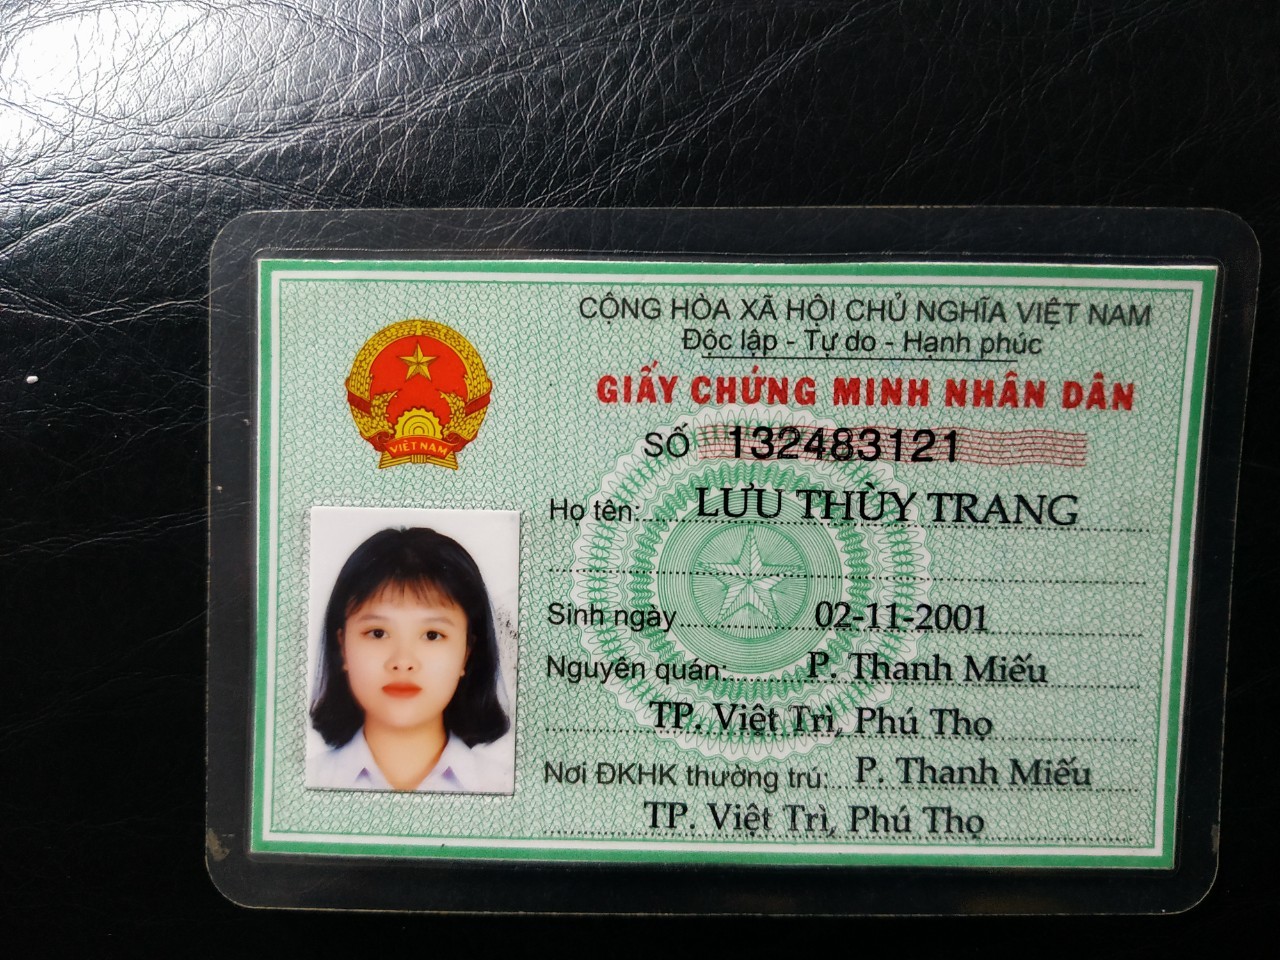 CỘNG HÒA XÃ HỘI CHỦ NGHĨA VIỆT NAM
Độc lập - Tự do - Hạnh phúc
GIẤY CHỨNG MINH NHÂN DÂN
SỐ 132483121
VIỆT NAM
Họ tên: LƯU THÙY TRANG
Sinh ngày 02-11-2001
Nguyên quán: P. Thanh Miếu
TP. Việt Trì, Phú Thọ
Nơi ĐKHK thường trú: P. Thanh Miếu
TP. Việt Trì, Phú Thọ